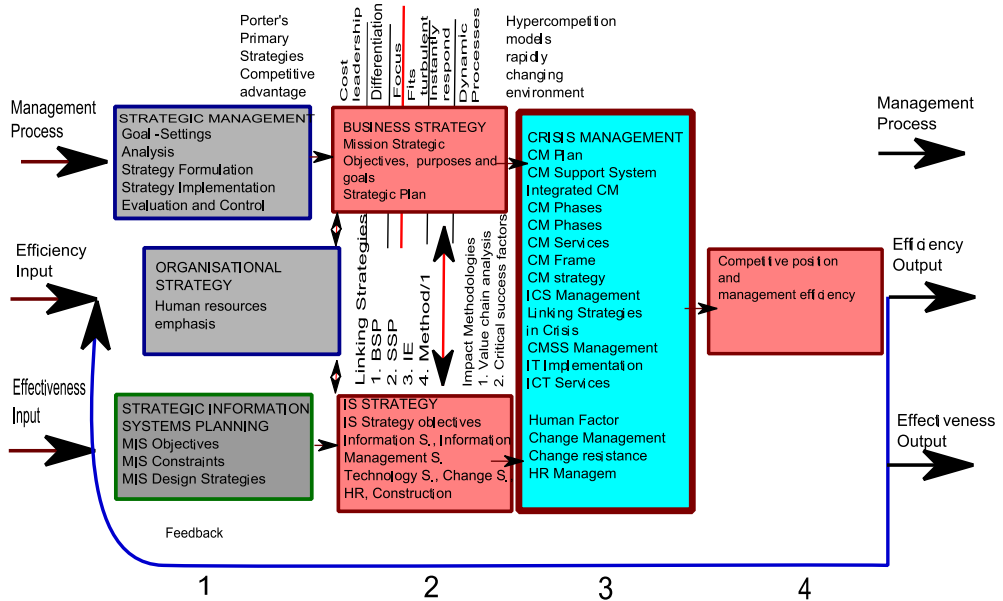 Porter's
Primary
Strategies
Competitive
advantage
Cost
leadership
Differentiation
Focus
Fits
turbulent
Instantly
respond
Dynamic
Processes
Hypercompetition
models
rapidly
changing
environment
Management
Process
STRATEGIC MANAGEMENT
Goal -Settings
Analysis
Strategy Formulation
Strategy Implementation
Evaluation and Control
BUSINESS STRATEGY
Mission Strategic
Objectives, purposes and
goals
Strategic Plan
CRISIS MANAGEMENT
CM Plan
CM Support System
Integrated CM
CM Phases
CM Phases
CM Services
CM Frame
CM strategy
ICS Management
Linking Strategies
in Crisis
CMSS Management
IT Implementation
ICT Services
Human Factor
Change Management
Change resistance
HR Managem
Management
Process
Efficiency
Input
ORGANISATIONAL
STRATEGY
Human resources
emphasis
Linking Strategies
1. BSP
2. SSP
3. IE
4. Method/1
Impact Methodologies
1. Value chain analysis
2. Critical success factors
Competitive position
and
management efficiency
Efficiency
Output
Effectiveness
Input
STRATEGIC INFORMATION
SYSTEMS PLANNING
MIS Objectives
MIS Constraints
MIS Design Strategies
IS STRATEGY
IS Strategy objectives
Information S., Information
Management S.
Technology S., Change S.
HR, Construction
Effectiveness
Output
Feedback
1
2
3
4